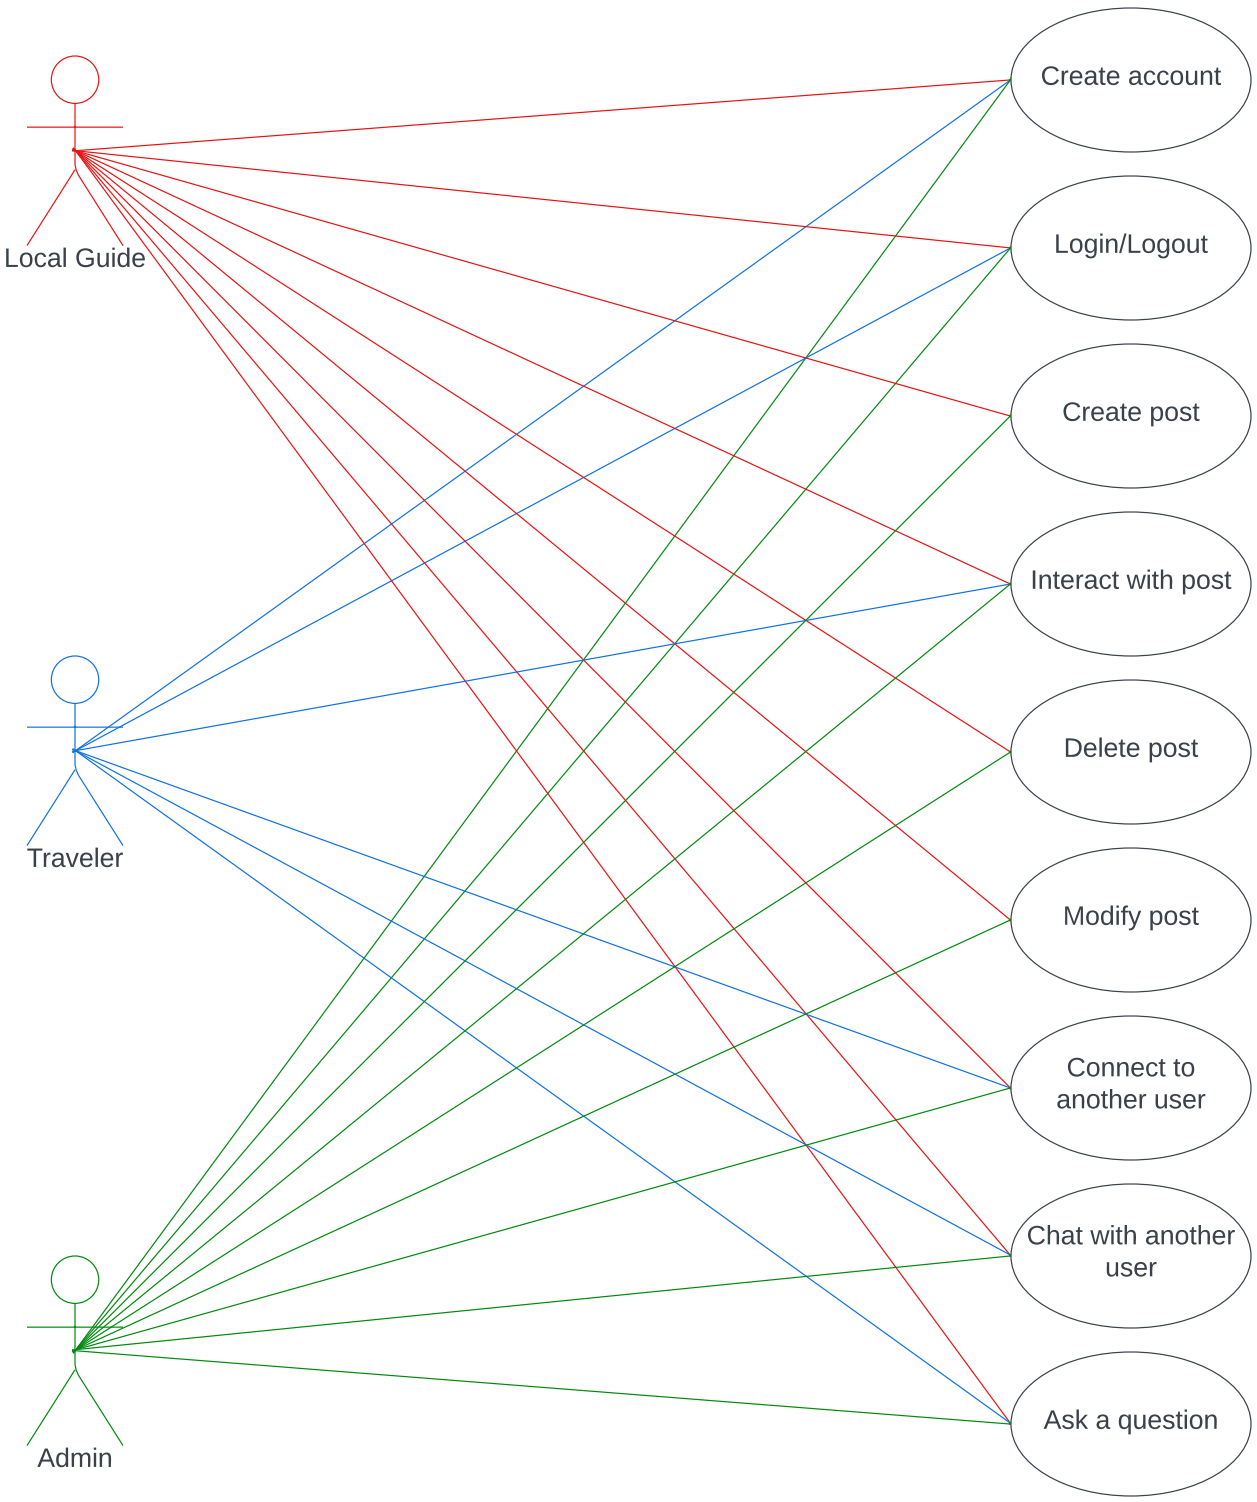 Local Guide
Traveler
Admin
Create account
Login/Logout
Create post
Interact with post
Delete post
Modify post
Connect to
another user
Chat with another
user
Ask a question